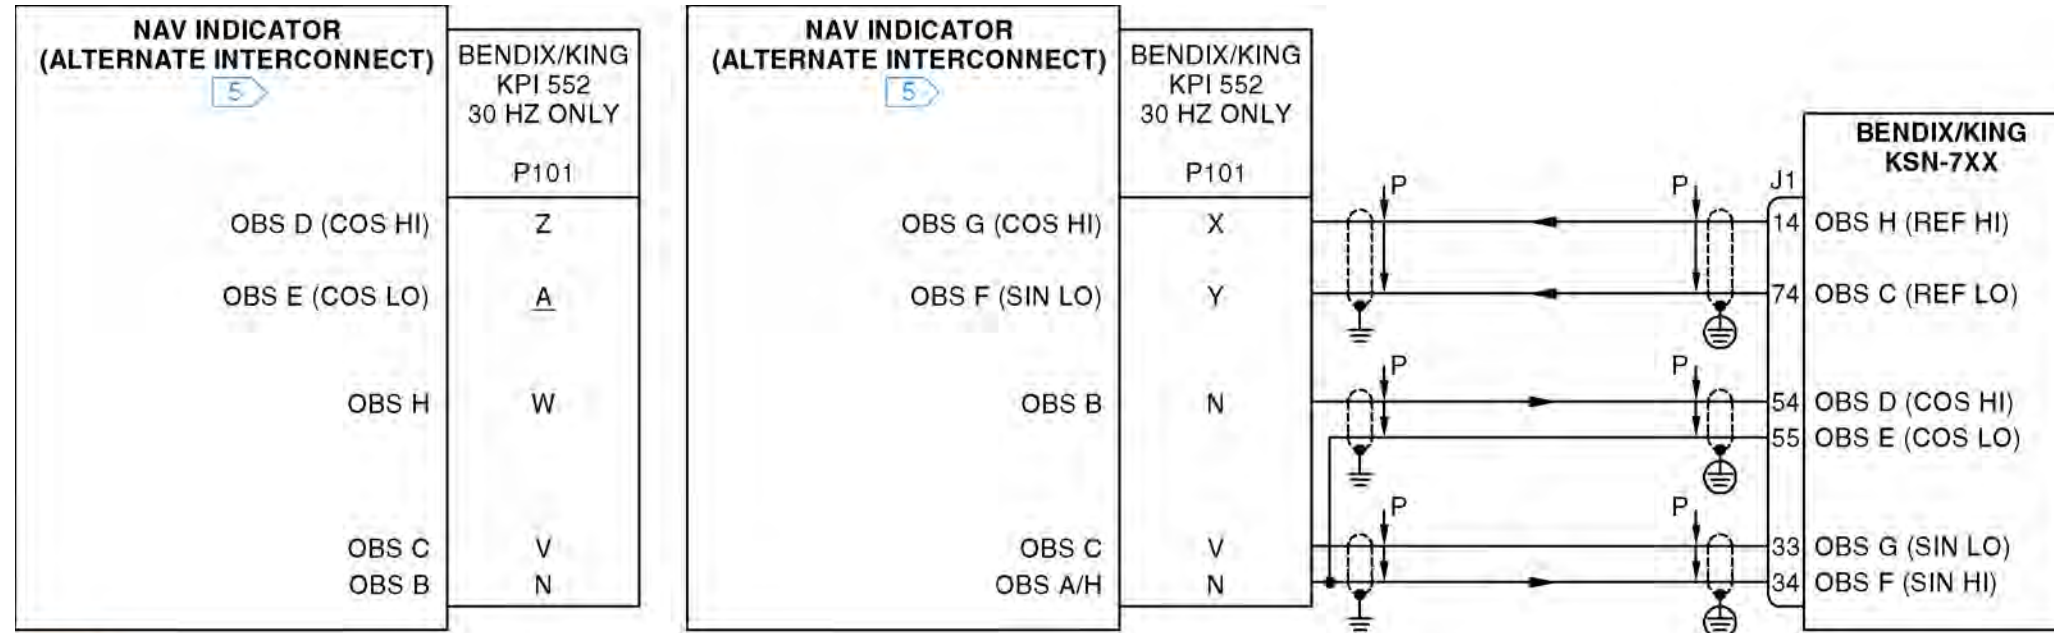 NAV INDICATOR
(ALTERNATE INTERCONNECT)
5
BENDIX/KING
KPI 552
30 HZ ONLY
P101
OBS D (COS HI) Z
OBS E (COS LO) A
OBS H W
OBS C V
OBS B N
NAV INDICATOR
(ALTERNATE INTERCONNECT)
5
BENDIX/KING
KPI 552
30 HZ ONLY
P101
OBS G (COS HI) X
OBS F (SIN LO) Y
OBS B N
OBS C V
OBS A/H N
BENDIX/KING
KSN-7XX
J1
P P
14 OBS H (REF HI)
74 OBS C (REF LO)
P P
54 OBS D (COS HI)
55 OBS E (COS LO)
P P
33 OBS G (SIN LO)
34 OBS F (SIN HI)